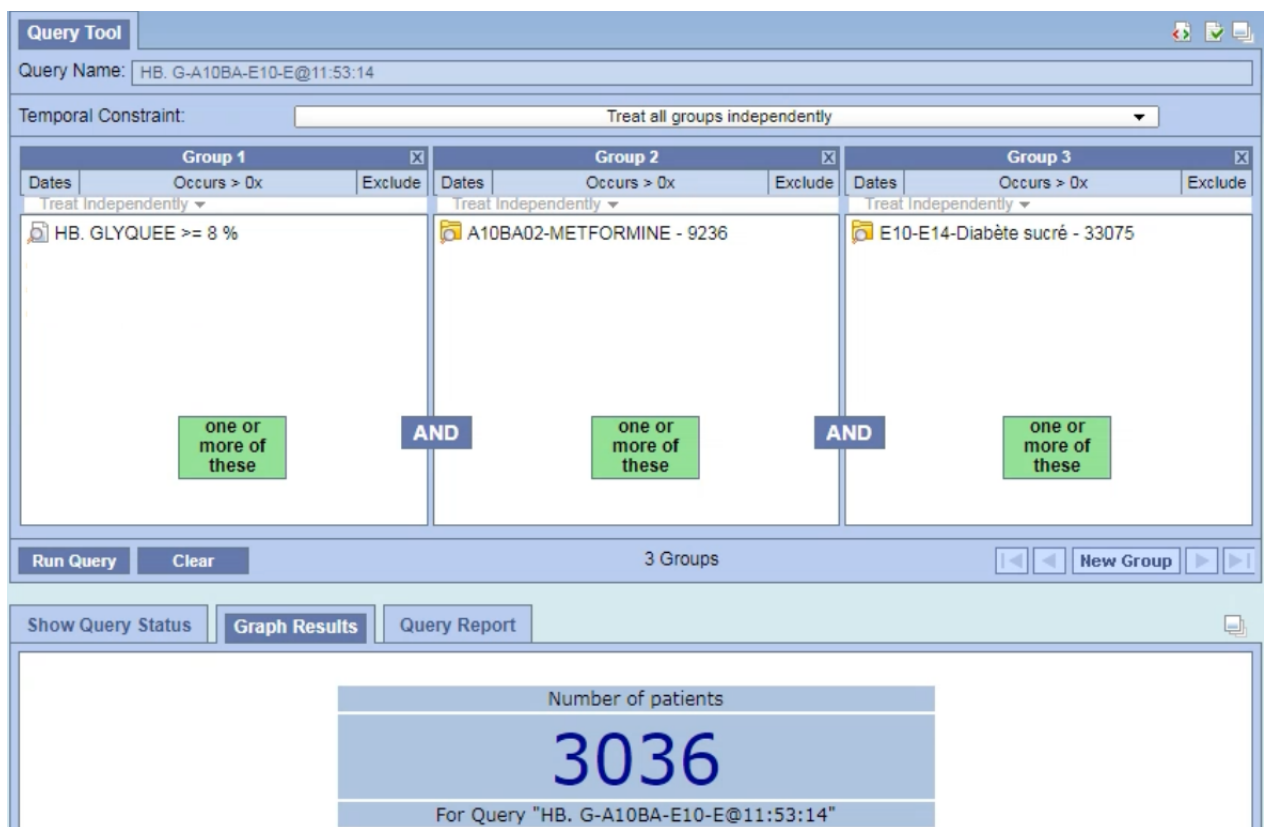 Query Tool
Query Name: HB. G-A10BA-E10-E@11:53:14
Temporal Constraint: Treat all groups independently
Group 1 Group 2 Group 3
Dates Occurs > 0x Exclude Dates Occurs > 0x Exclude Dates Occurs > 0x Exclude
Treat Independently Treat Independently Treat Independently
HB. GLYQUEE >= 8 % A10BA02-METFORMINE - 9236 E10-E14-Diabète sucré - 33075
one or more of these AND one or more of these AND one or more of these
Run Query Clear 3 Groups New Group
Show Query Status Graph Results Query Report
Number of patients
3036
For Query "HB. G-A10BA-E10-E@11:53:14"